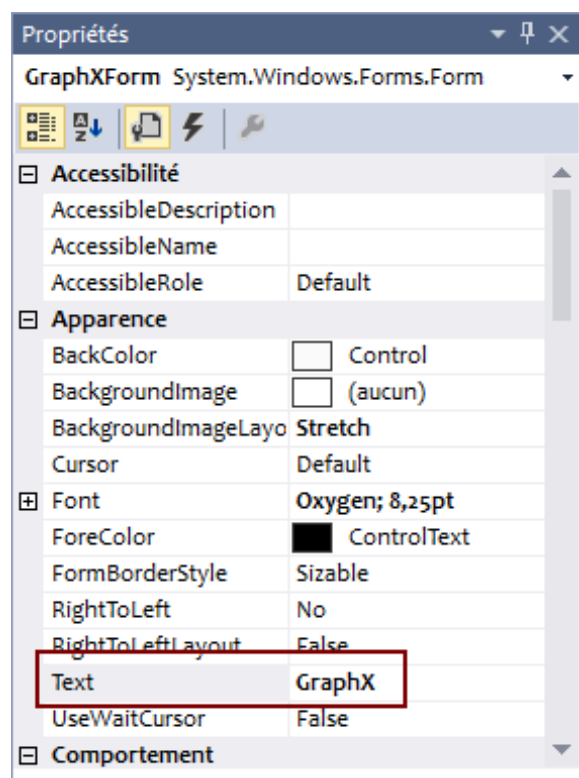 Propriétés
GraphXForm System.Windows.Forms.Form
Accessibilité
AccessibleDescription
AccessibleName
AccessibleRole Default
Apparence
BackColor Control
BackgroundImage (aucun)
BackgroundImageLayo Stretch
Cursor Default
Font Oxygen; 8,25pt
ForeColor ControlText
FormBorderStyle Sizable
RightToLeft No
RightToLeftLayout False
Text GraphX
UseWaitCursor False
Comportement